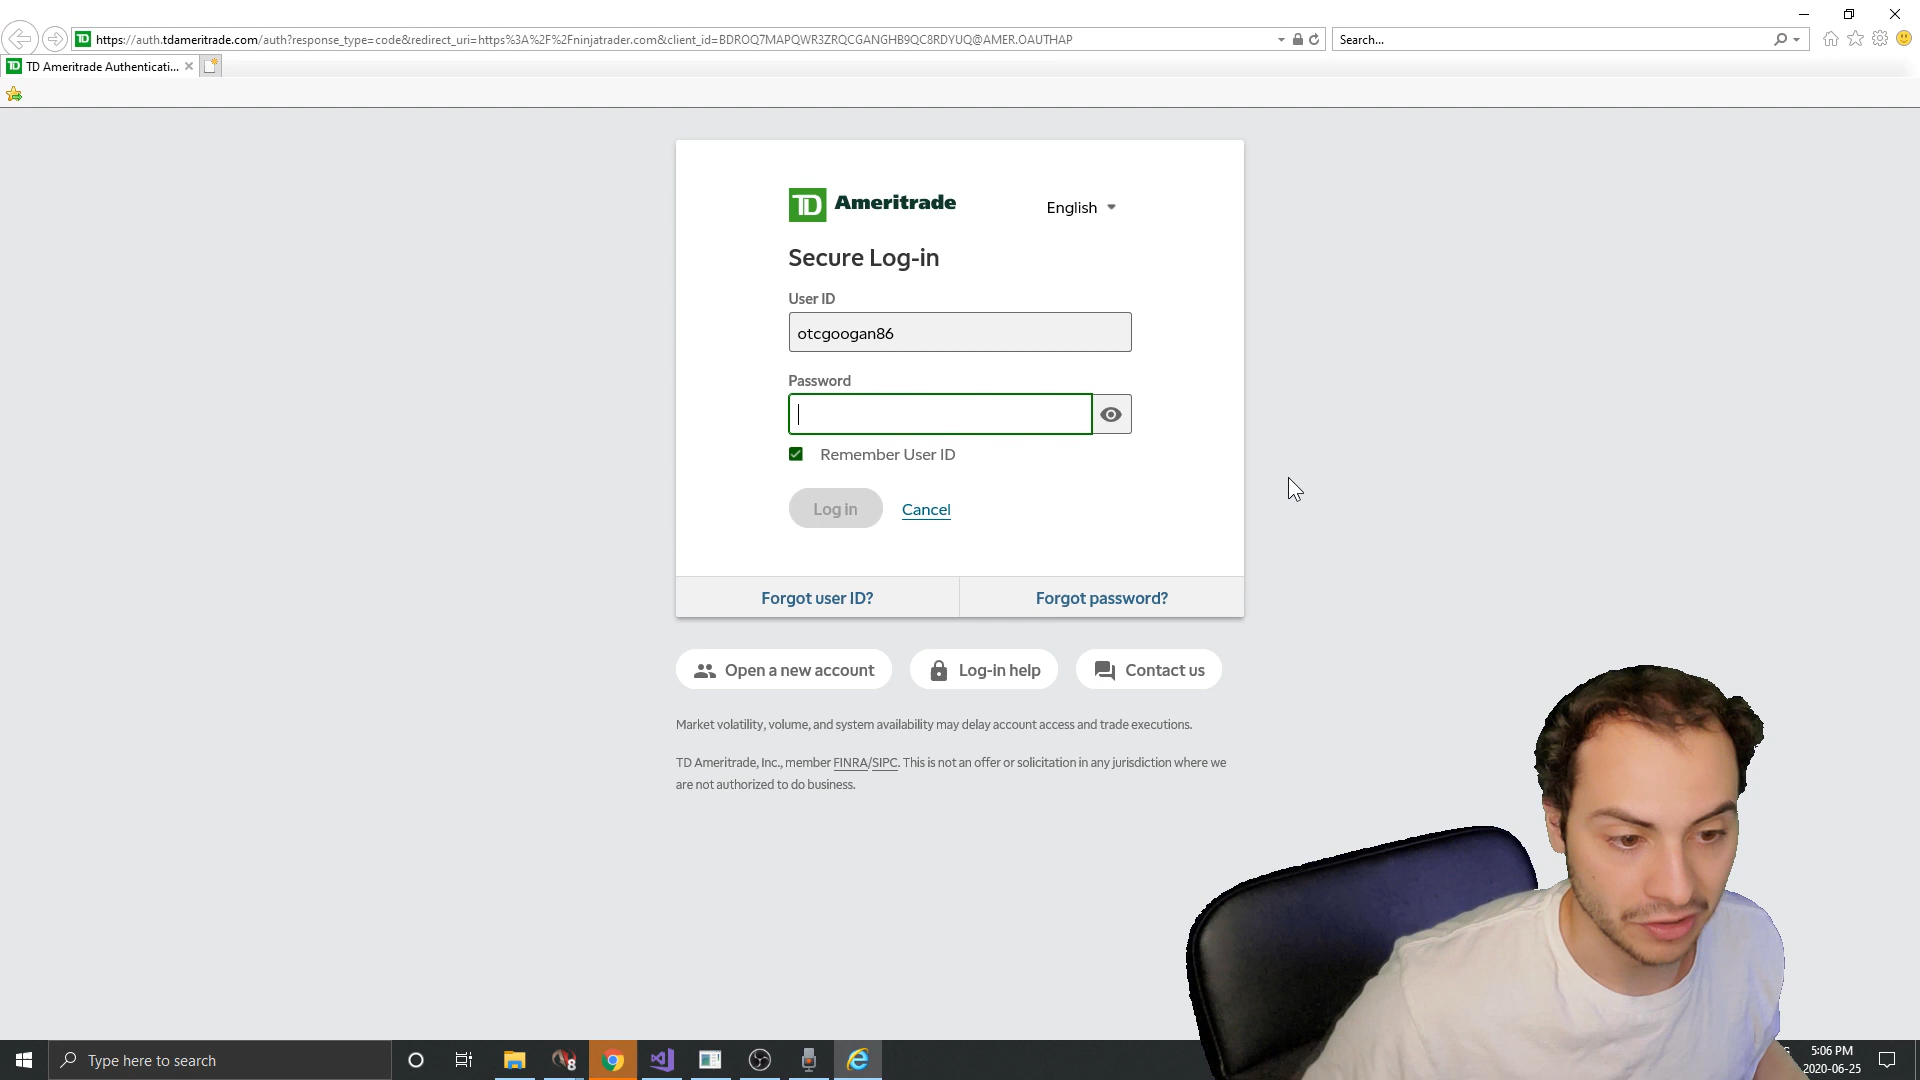 https://auth.tdameritrade.com/auth?response_type=code&redirect_uri=https%3A%2F%2Fninjatrader.com&client_id=BDROQ7MAPQWR3ZRQCGANGHB9QC8RDYUQ@AMER.OAUTHAP
Search...
TD Ameritrade Authenticati...
TD Ameritrade
English
Secure Log-in
User ID
otcgoogan86
Password
Remember User ID
Log in
Cancel
Forgot user ID?
Forgot password?
Open a new account
Log-in help
Contact us
Market volatility, volume, and system availability may delay account access and trade executions.
TD Ameritrade, Inc., member FINRA/SIPC. This is not an offer or solicitation in any jurisdiction where we
are not authorized to do business.
Type here to search
8
5:06 PM
2020-06-25